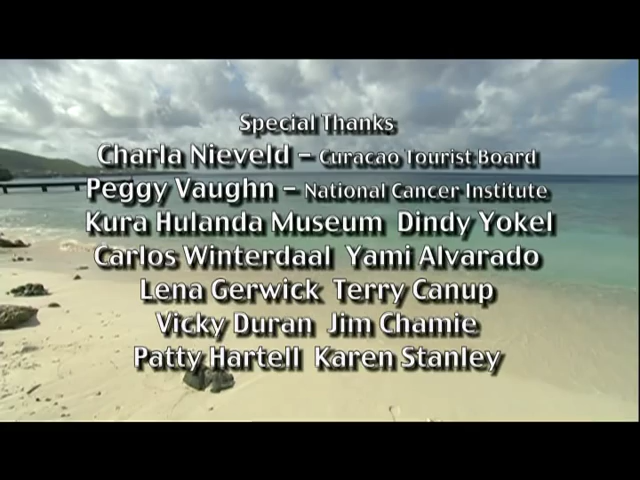 Special Thanks
Charla Nieveld – Curacao Tourist Board
Peggy Vaughn – National Cancer Institute
Kura Hulanda Museum Dindy Yokel
Carlos Winterdaal Yami Alvarado
Lena Gerwick Terry Canup
Vicky Duran Jim Chamie
Patty Hartell Karen Stanley